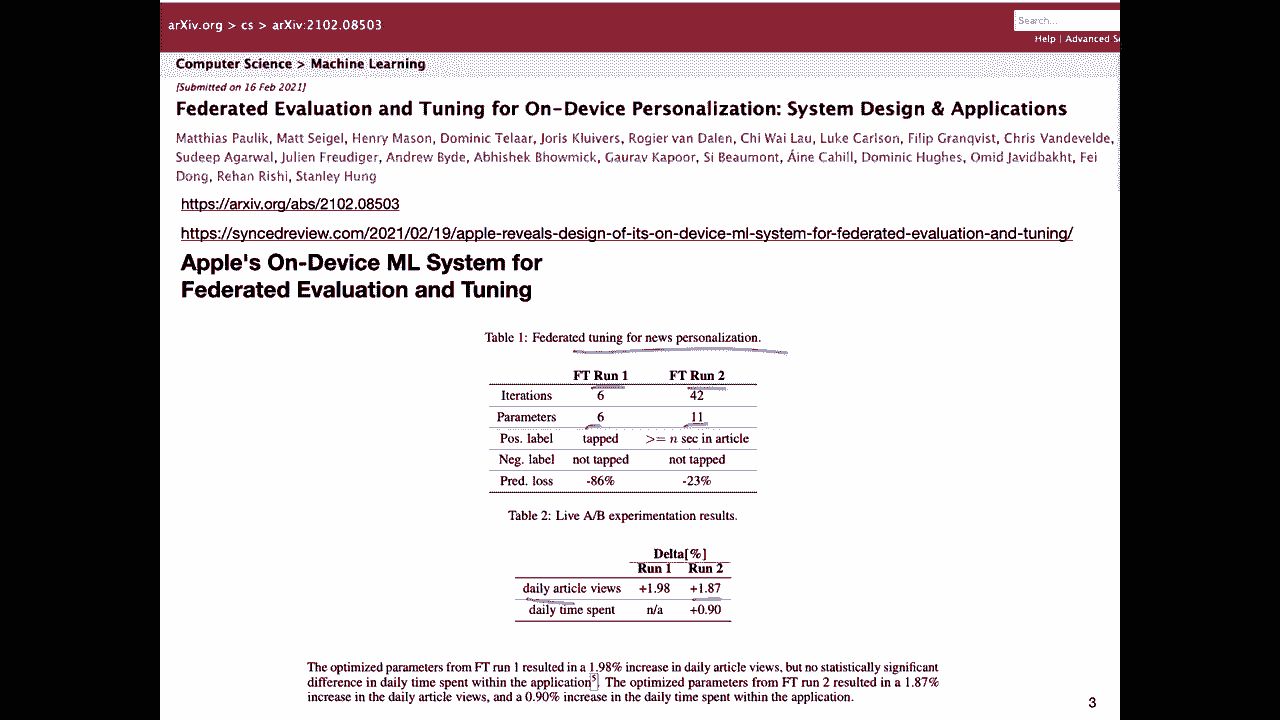 arXiv.org > cs > arXiv:2102.08503
Search...
Help | Advanced Se
Computer Science > Machine Learning
[Submitted on 16 Feb 2021]
Federated Evaluation and Tuning for On-Device Personalization: System Design & Applications
Matthias Paulik, Matt Seigel, Henry Mason, Dominic Telaar, Joris Kluivers, Rogier van Dalen, Chi Wai Lau, Luke Carlson, Filip Granqvist, Chris Vandevelde,
Sudeep Agarwal, Julien Freudiger, Andrew Byde, Abhishek Bhowmick, Gaurav Kapoor, Si Beaumont, Áine Cahill, Dominic Hughes, Omid Javidbakht, Fei
Dong, Rehan Rishi, Stanley Hung
https://arxiv.org/abs/2102.08503
https://syncedreview.com/2021/02/19/apple-reveals-design-of-its-on-device-ml-system-for-federated-evaluation-and-tuning/
Apple's On-Device ML System for
Federated Evaluation and Tuning
Table 1: Federated tuning for news personalization.
FT Run 1 FT Run 2
Iterations 6 42
Parameters 6 11
Pos. label tapped >= n sec in article
Neg. label not tapped not tapped
Pred. loss -86% -23%
Table 2: Live A/B experimentation results.
Delta[%]
Run 1 Run 2
daily article views +1.98 +1.87
daily time spent n/a +0.90
The optimized parameters from FT run 1 resulted in a 1.98% increase in daily article views, but no statistically significant
difference in daily time spent within the application5. The optimized parameters from FT run 2 resulted in a 1.87%
increase in the daily article views, and a 0.90% increase in the daily time spent within the application.
3